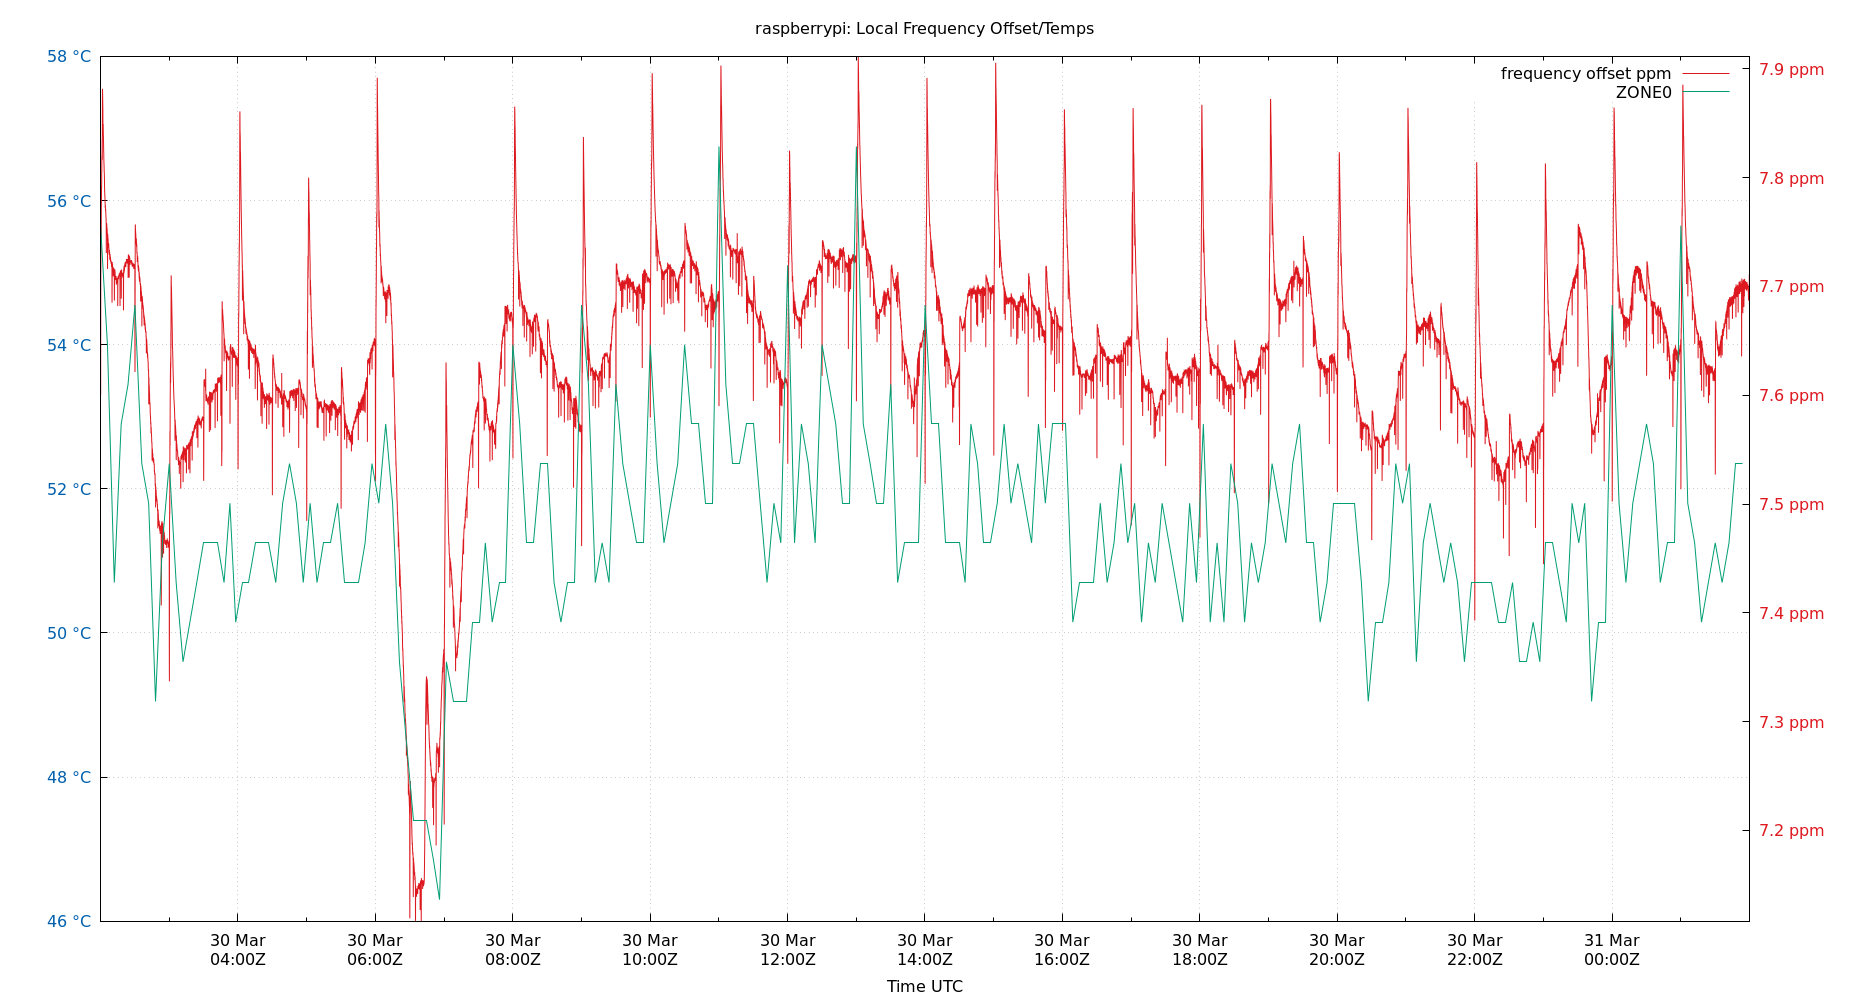 raspberrypi: Local Frequency Offset/Temps
58 °C
56 °C
54 °C
52 °C
50 °C
48 °C
46 °C
7.9 ppm
7.8 ppm
7.7 ppm
7.6 ppm
7.5 ppm
7.4 ppm
7.3 ppm
7.2 ppm
frequency offset ppm
ZONE0
30 Mar
04:00Z
30 Mar
06:00Z
30 Mar
08:00Z
30 Mar
10:00Z
30 Mar
12:00Z
30 Mar
14:00Z
30 Mar
16:00Z
30 Mar
18:00Z
30 Mar
20:00Z
30 Mar
22:00Z
31 Mar
00:00Z
Time UTC